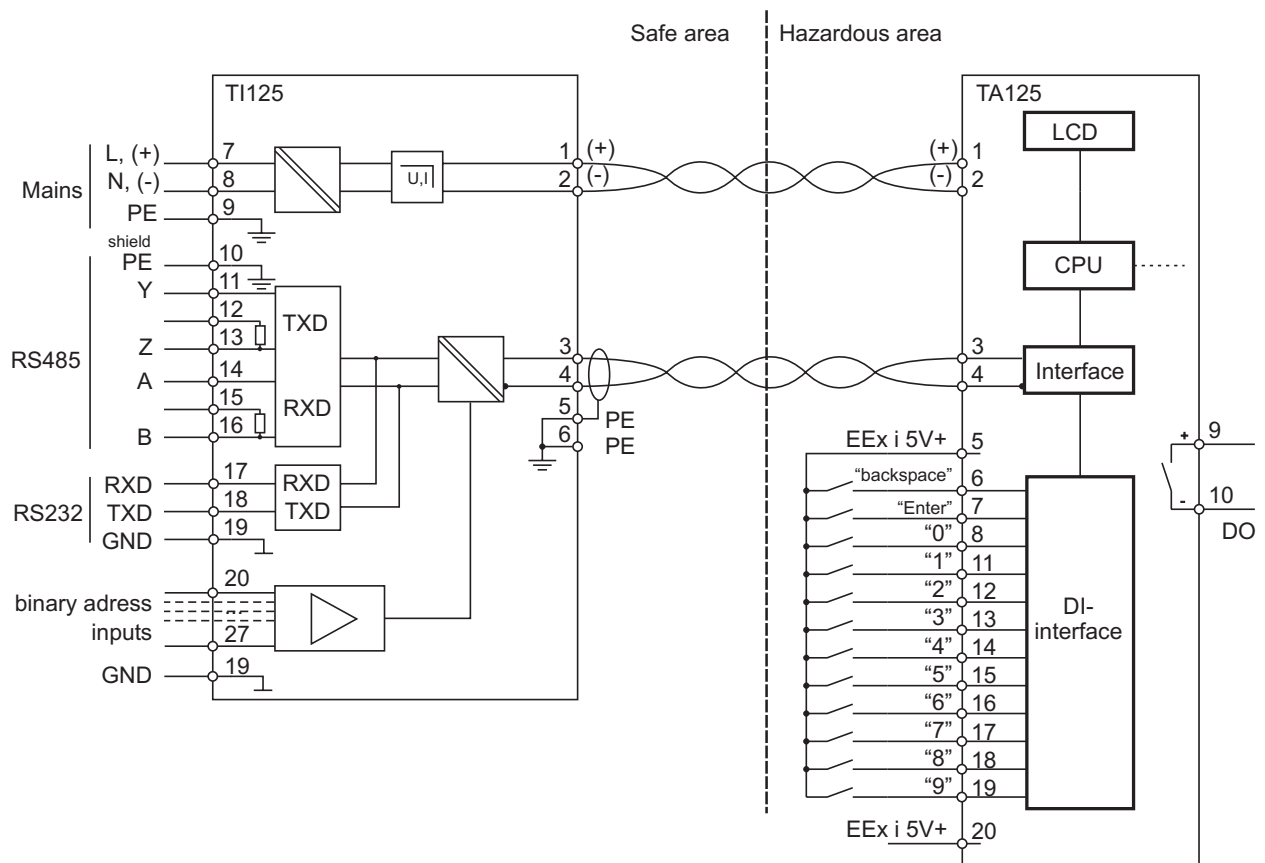 Safe area
Hazardous area
TI125
TA125
LCD
Mains
L, (+)
7
N, (-)
8
PE
9
U,I
1
(+)
2
(-)
(+)
1
(-)
2
CPU
shield
PE
10
Y
11
12
Z
13
RS485
A
14
15
B
16
TXD
RXD
3
4
5
PE
6
PE
3
4
Interface
RS232
RXD
17
TXD
18
GND
19
RXD
TXD
binary adress
inputs
20
27
GND
19
EEx i 5V+
5
“backspace”
6
“Enter”
7
“0”
8
“1”
11
“2”
12
“3”
13
“4”
14
“5”
15
“6”
16
“7”
17
“8”
18
“9”
19
EEx i 5V+
20
DI-
interface
+
9
-
10
DO